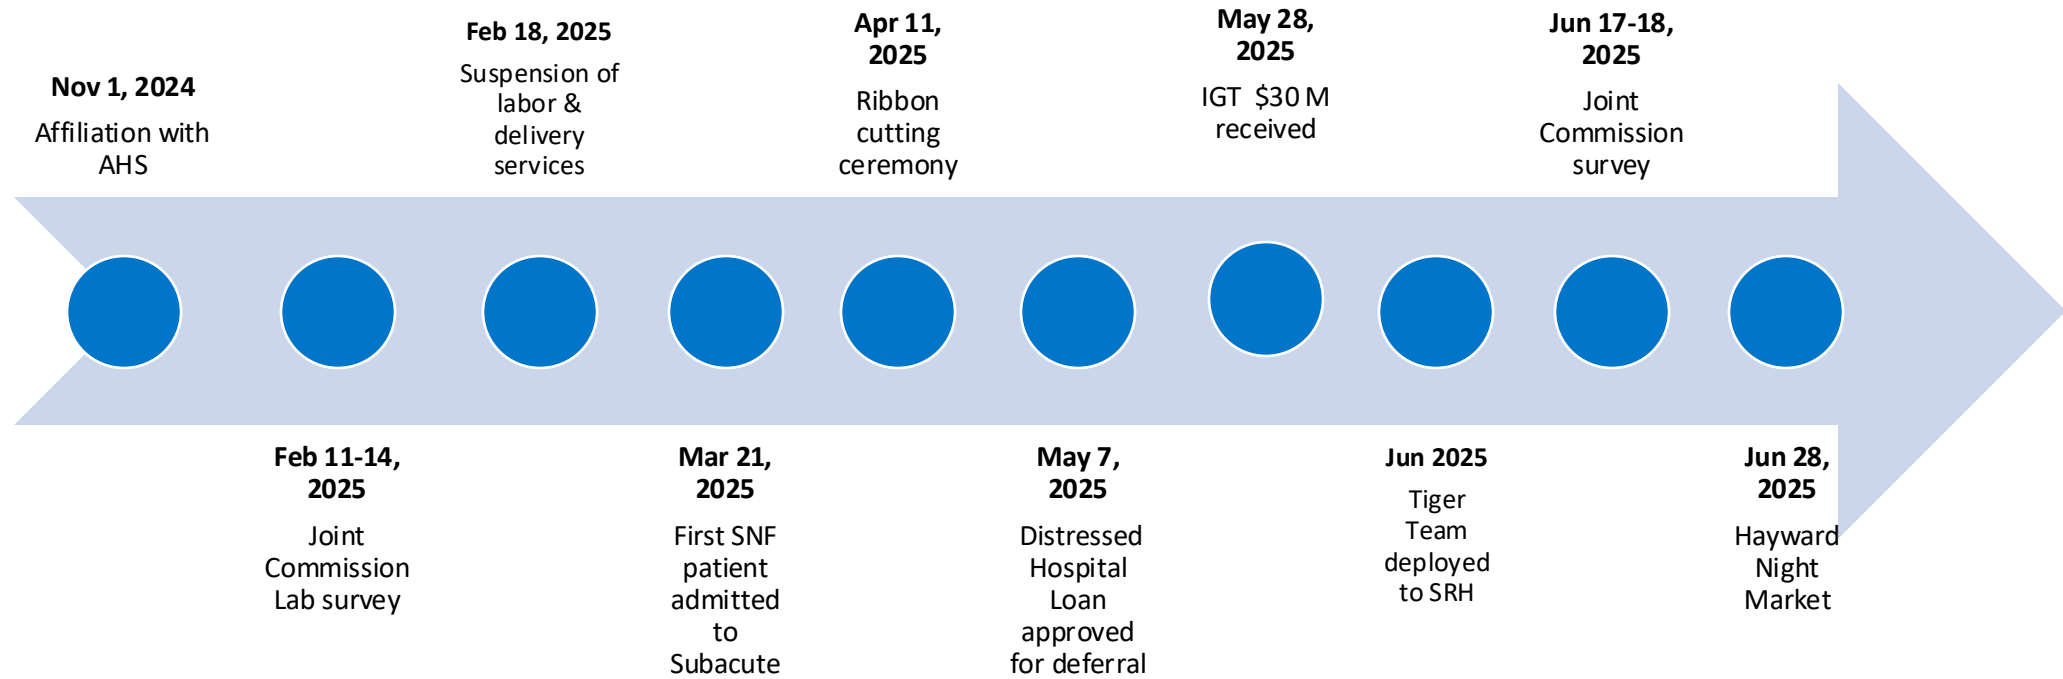 Nov 1, 2024
Affiliation with
AHS
Feb 11-14,
2025
Joint
Commission
Lab survey
Feb 18, 2025
Suspension of
labor &
delivery
services
Mar 21,
2025
First SNF
patient
admitted
to
Subacute
Apr 11,
2025
Ribbon
cutting
ceremony
May 7,
2025
Distressed
Hospital
Loan
approved
for deferral
May 28,
2025
IGT $30 M
received
Jun 2025
Tiger
Team
deployed
to SRH
Jun 17-18,
2025
Joint
Commission
survey
Jun 28,
2025
Hayward
Night
Market